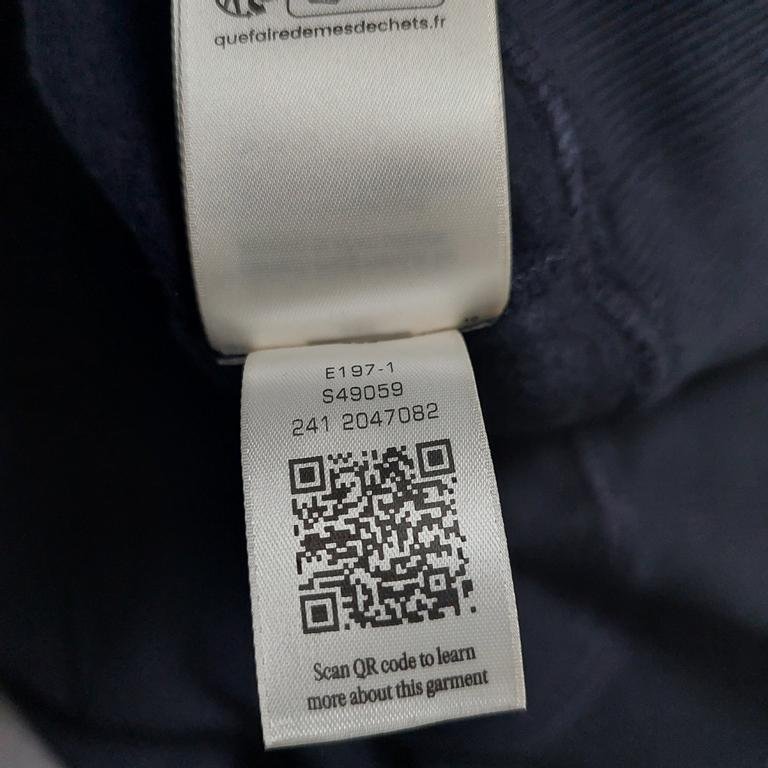 quefairedemesdechets.fr
E197-1
S49059
241 2047082
Scan QR code to learn
more about this garment